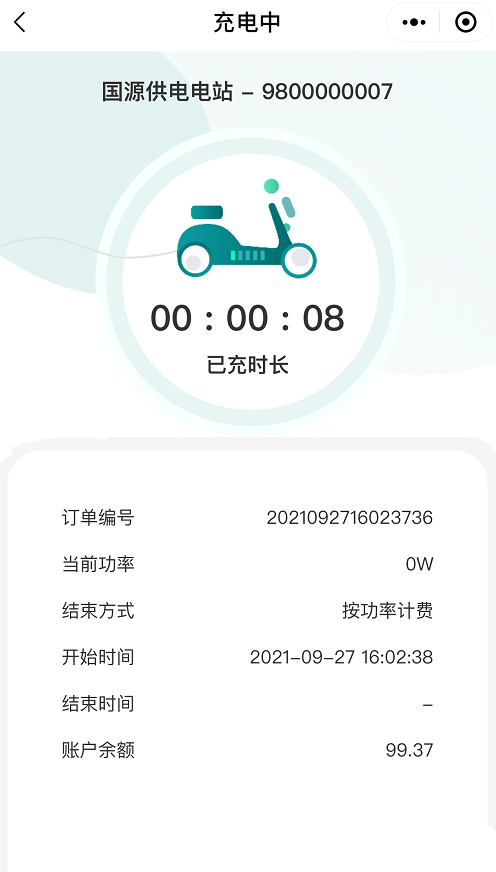 充电中
国源供电电站 - 9800000007
00 : 00 : 08
已充时长
订单编号 2021092716023736
当前功率 0W
结束方式 按功率计费
开始时间 2021-09-27 16:02:38
结束时间 -
账户余额 99.37